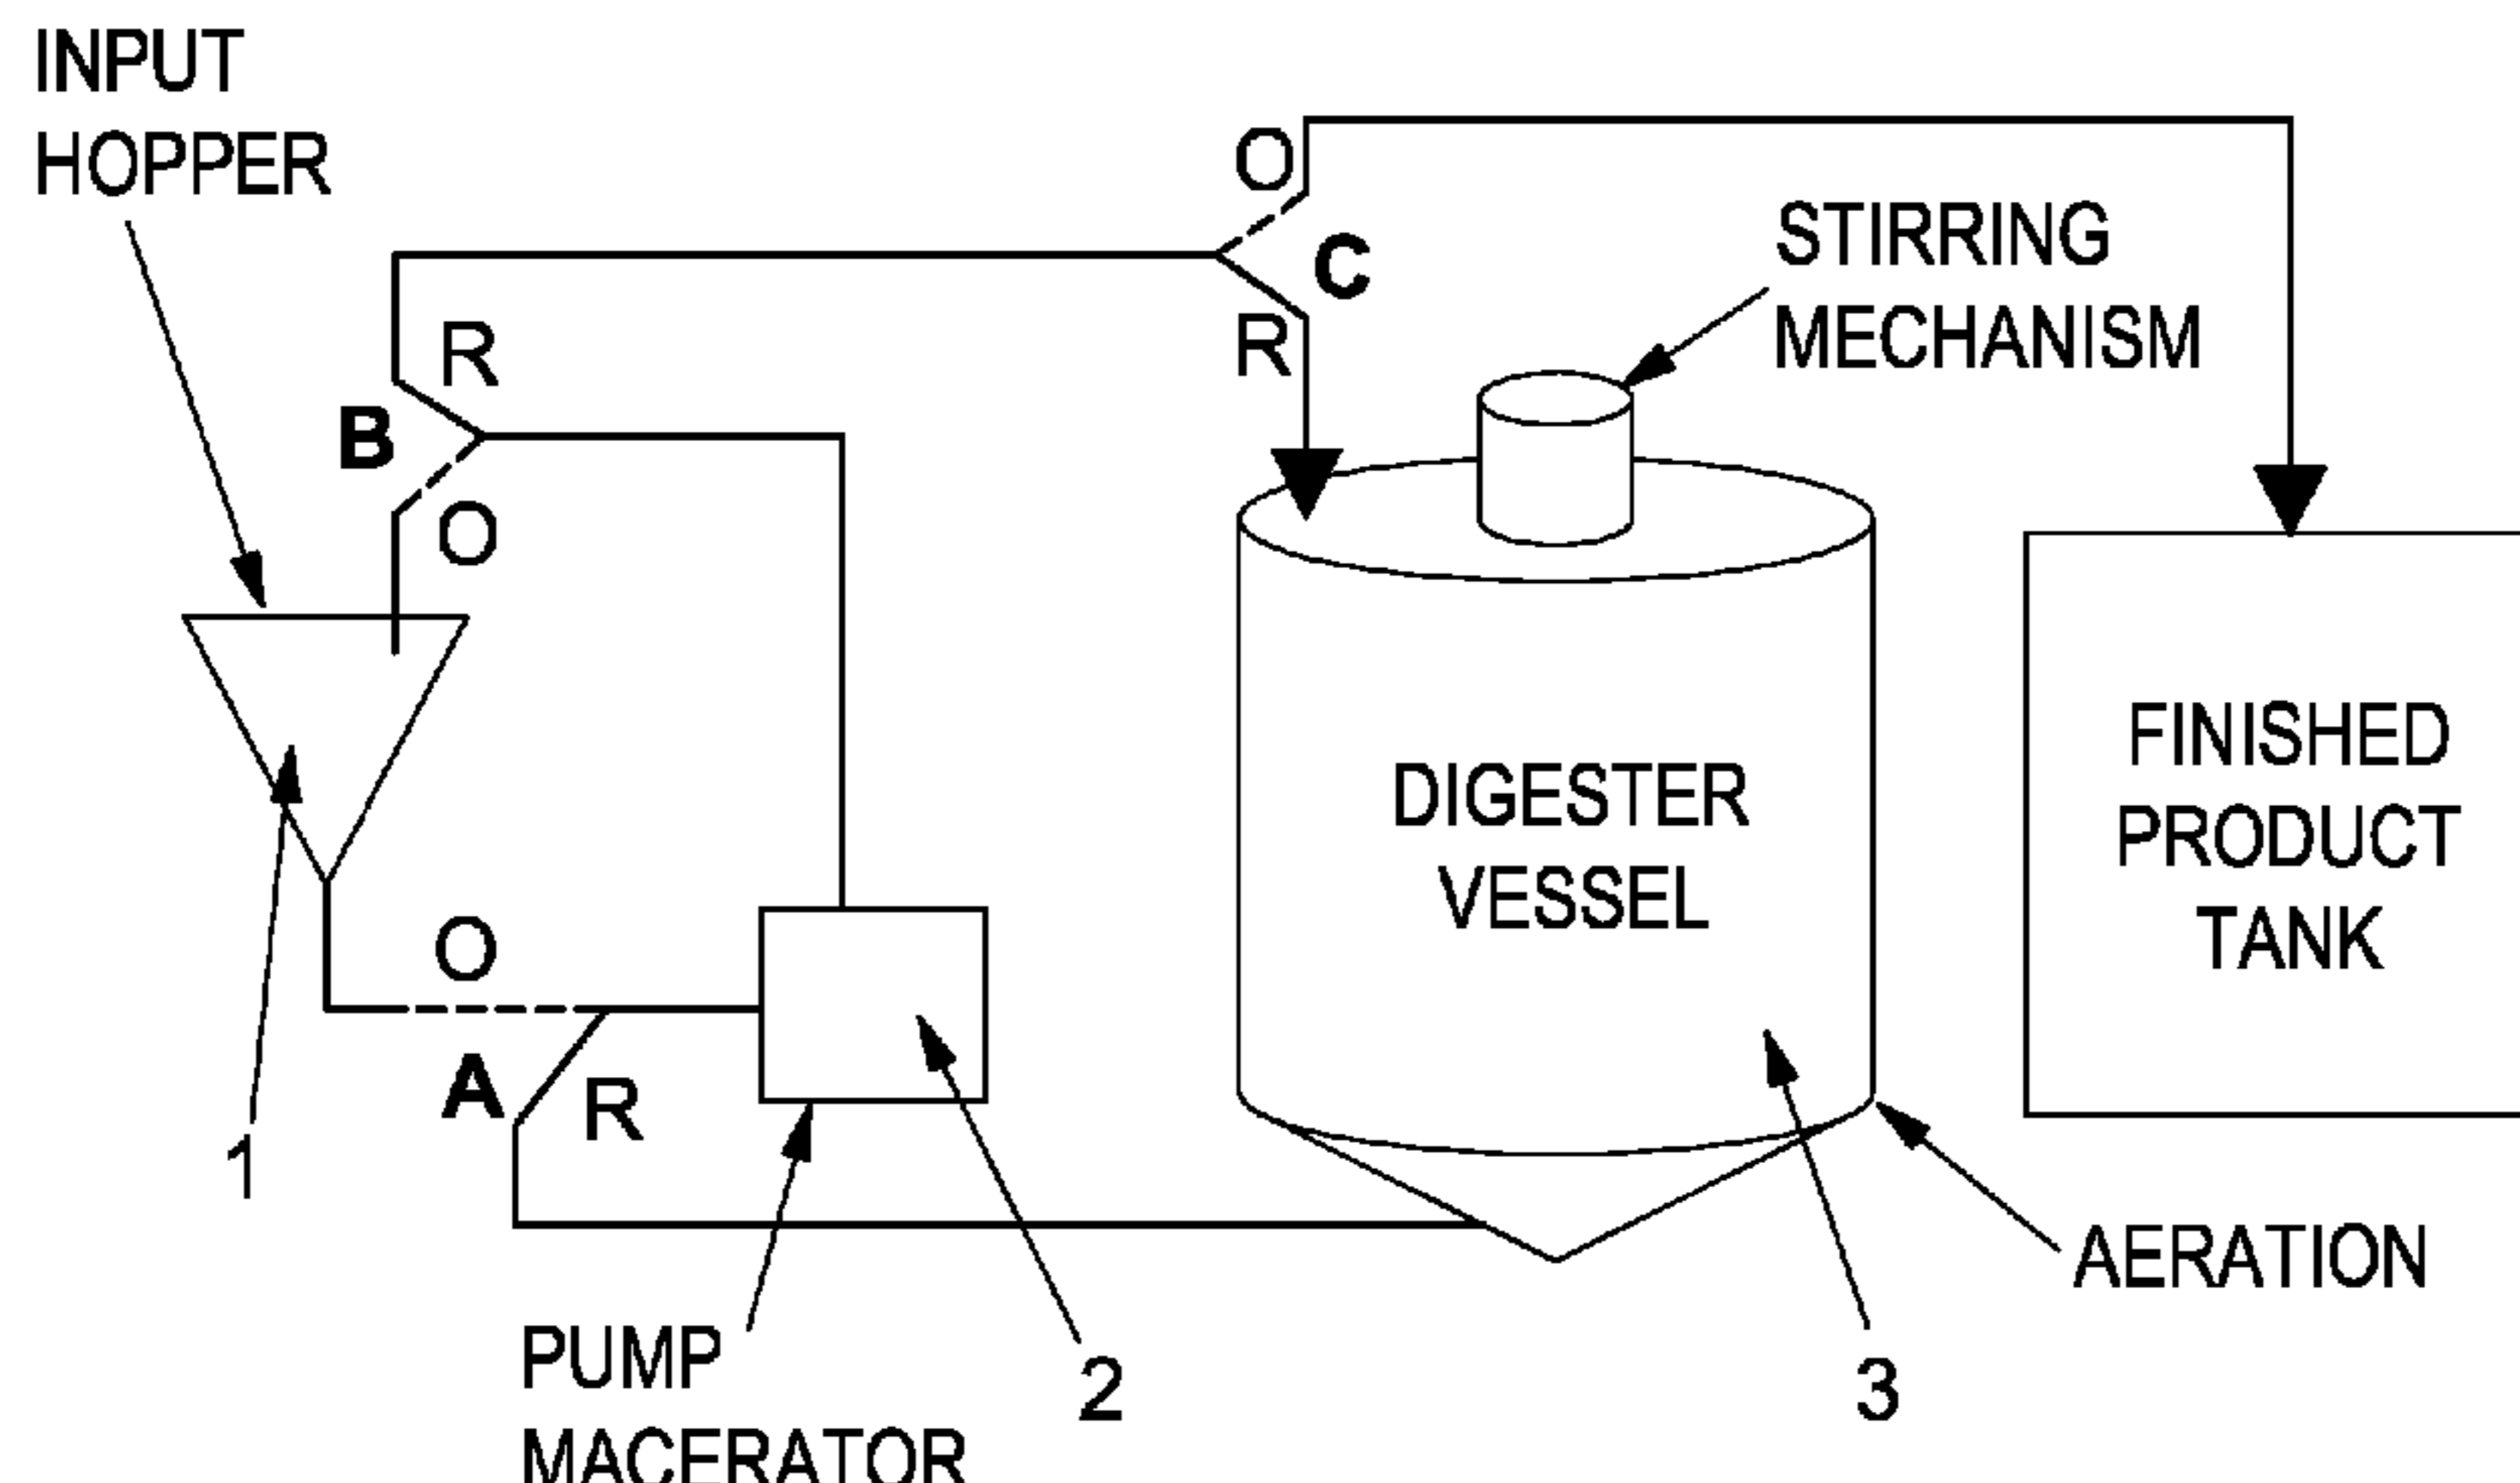 INPUT
HOPPER
O
C
R
STIRRING
MECHANISM
R
B
O
DIGESTER
VESSEL
FINISHED
PRODUCT
TANK
O
A
R
1
AERATION
PUMP
MACERATOR
2
3